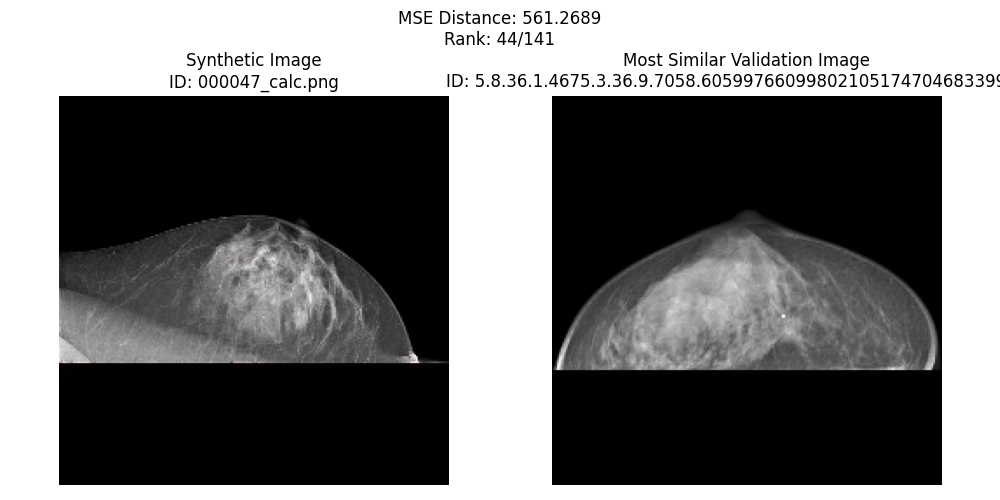 MSE Distance: 561.2689
Rank: 44/141
Synthetic Image
ID: 000047_calc.png
Most Similar Validation Image
ID: 5.8.36.1.4675.3.36.9.7058.60599766099802105174704683399